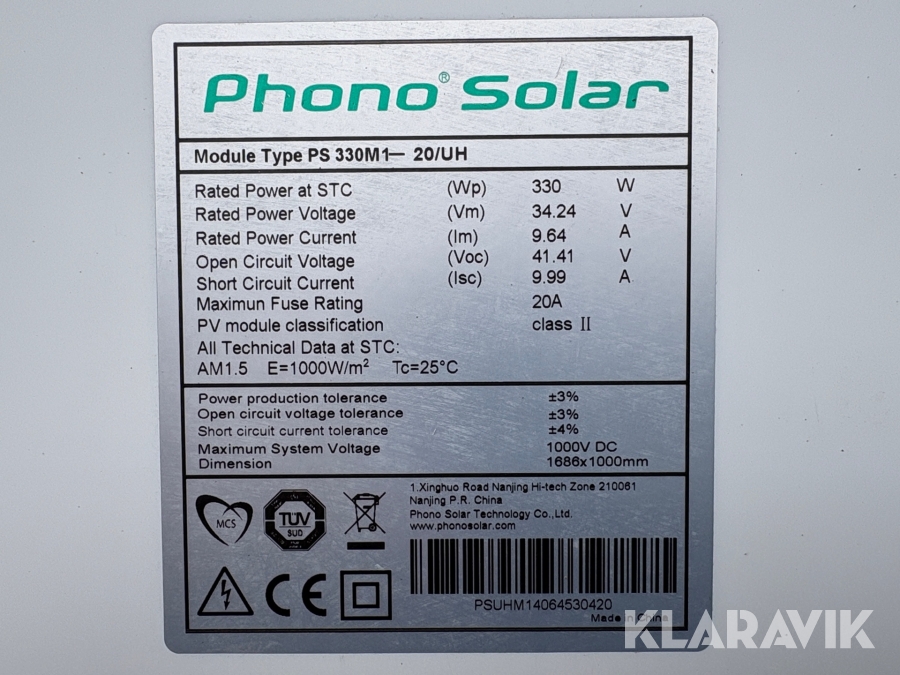 Phono® Solar
Module Type PS 330M1— 20/UH
Rated Power at STC (Wp) 330 W
Rated Power Voltage (Vm) 34.24 V
Rated Power Current (Im) 9.64 A
Open Circuit Voltage (Voc) 41.41 V
Short Circuit Current (Isc) 9.99 A
Maximun Fuse Rating 20A
PV module classification class II
All Technical Data at STC:
AM1.5 E=1000W/m² Tc=25°C
Power production tolerance ±3%
Open circuit voltage tolerance ±3%
Short circuit current tolerance ±4%
Maximum System Voltage 1000V DC
Dimension 1686x1000mm
1.Xinghuo Road Nanjing Hi-tech Zone 210061
Nanjing P.R. China
Phono Solar Technology Co.,Ltd.
www.phonosolar.com
MCS
TÜV
SÜD
CE
PSUHM14064530420
Made in China
KLARAVIK